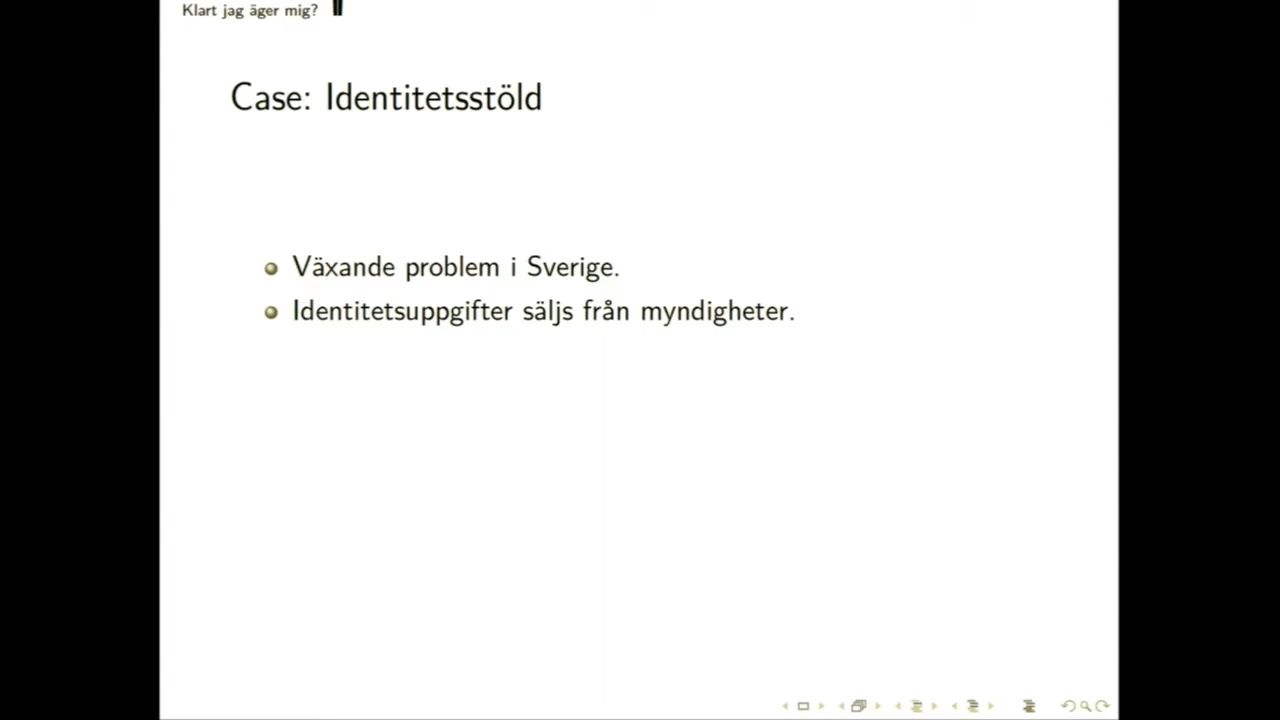 Klart jag äger mig?
Case: Identitetsstöld
Växande problem i Sverige.
Identitetsuppgifter säljs från myndigheter.